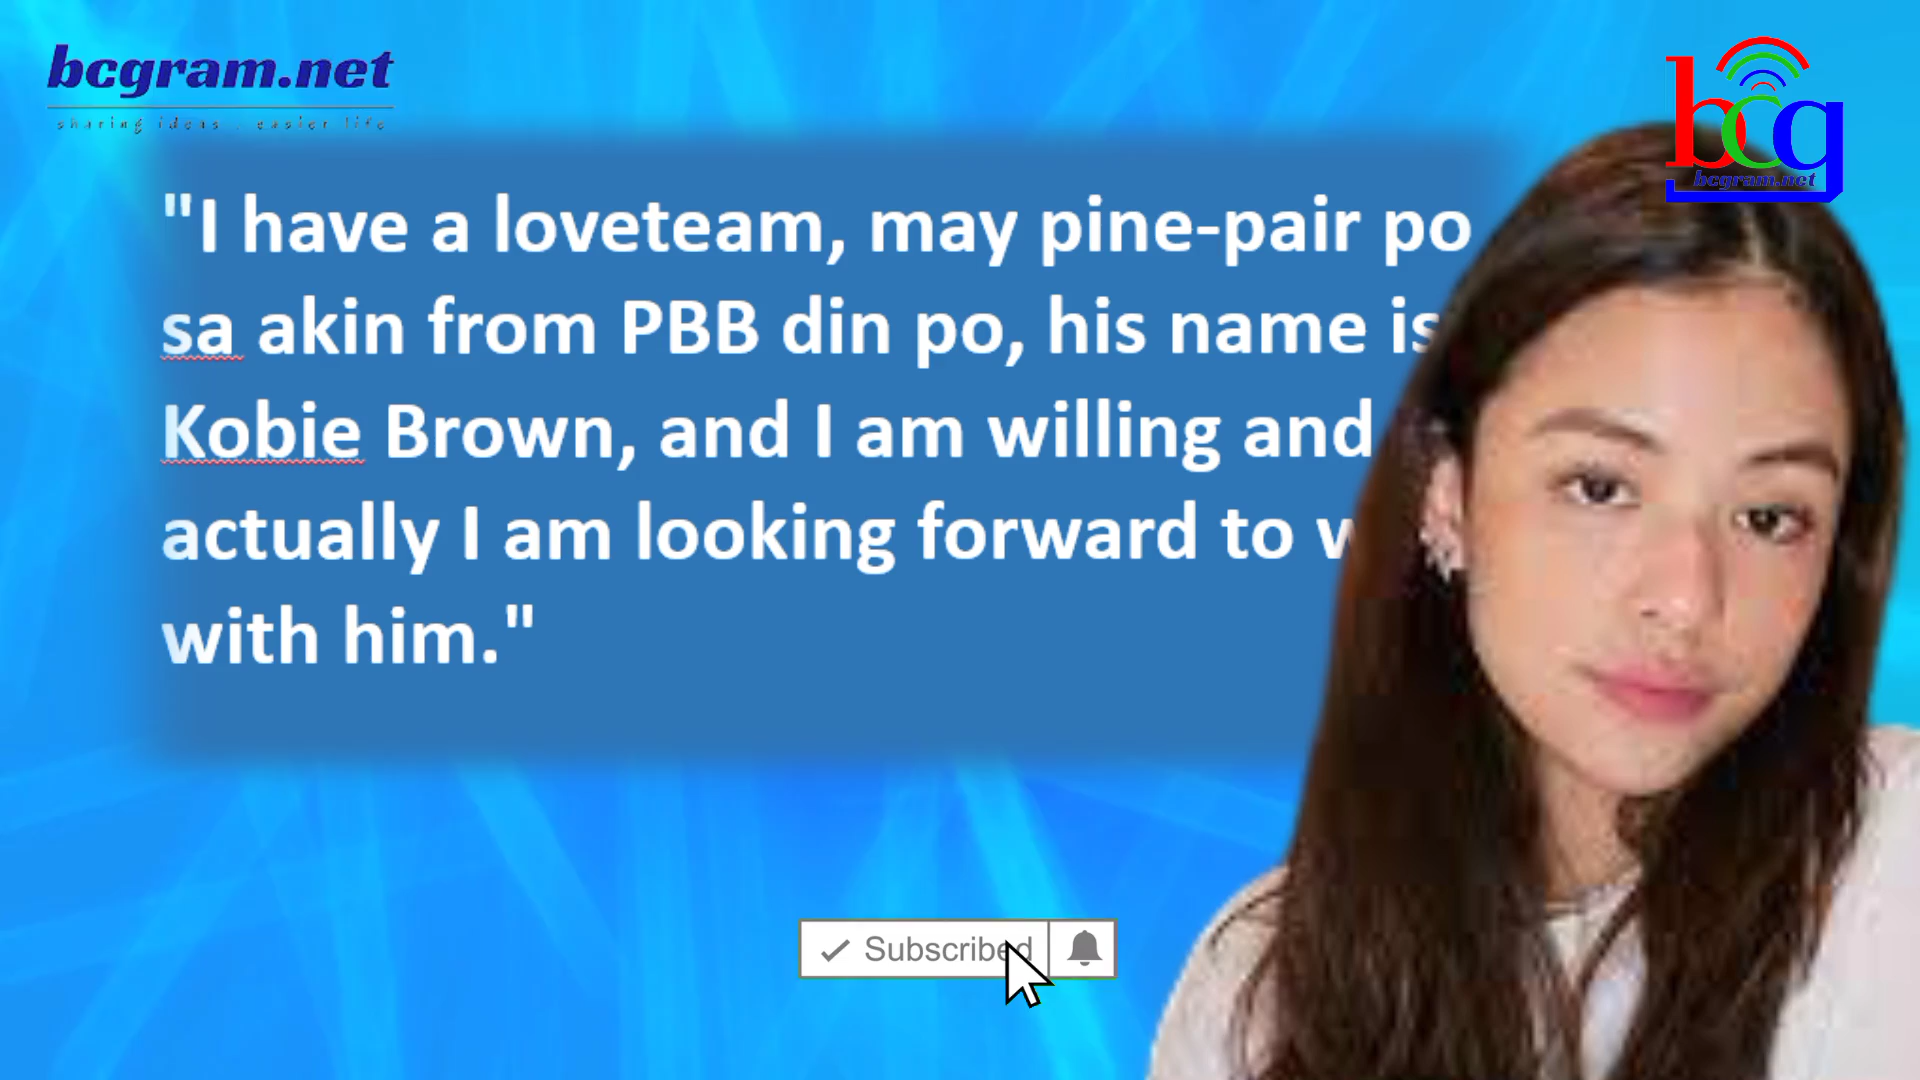 bcgram.net
sharing ideas . easier life
bcg
bcgram.net
"I have a loveteam, may pine-pair po
sa akin from PBB din po, his name is
Kobie Brown, and I am willing and
actually I am looking forward to w
with him."
Subscribed